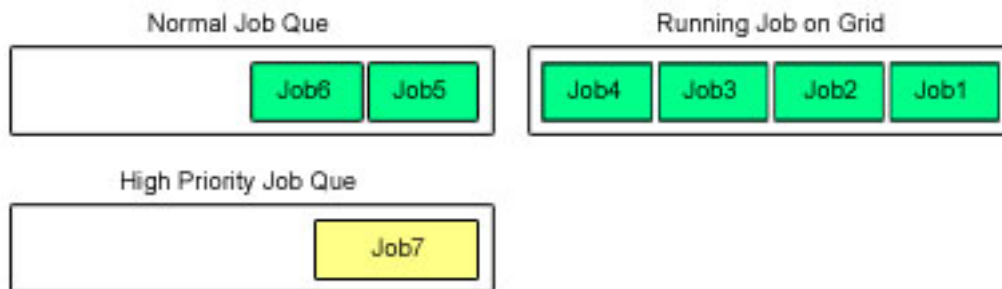 Normal Job Que
Running Job on Grid
Job6 Job5
Job4 Job3 Job2 Job1
High Priority Job Que
Job7